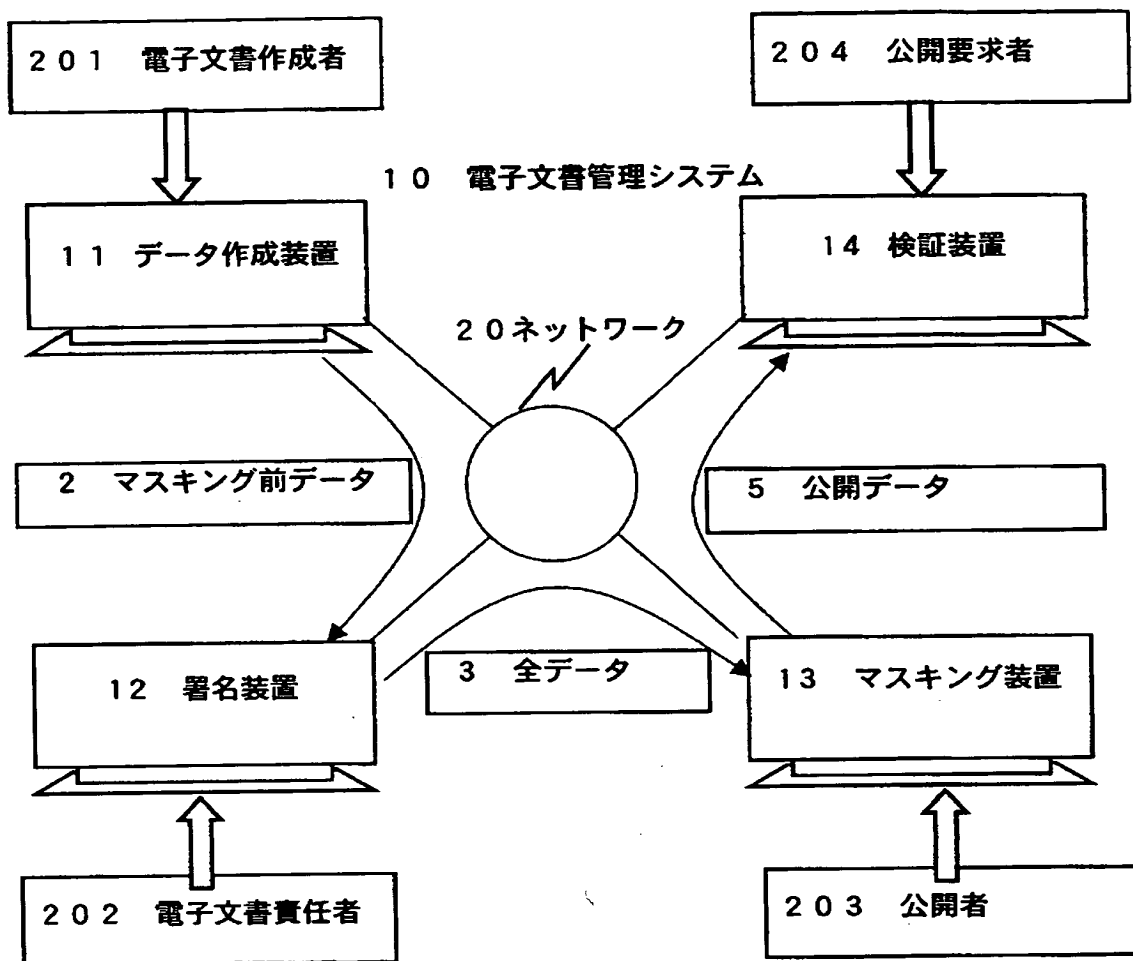 201 電子文書作成者
204 公開要求者
10 電子文書管理システム
11 データ作成装置
14 検証装置
20ネットワーク
2 マスキング前データ
5 公開データ
12 署名装置
3 全データ
13 マスキング装置
202 電子文書責任者
203 公開者